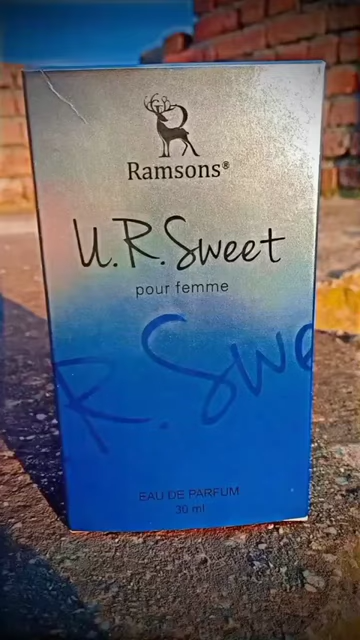 Ramsons®
U.R.Sweet
pour femme
R.Swe
EAU DE PARFUM
30 ml